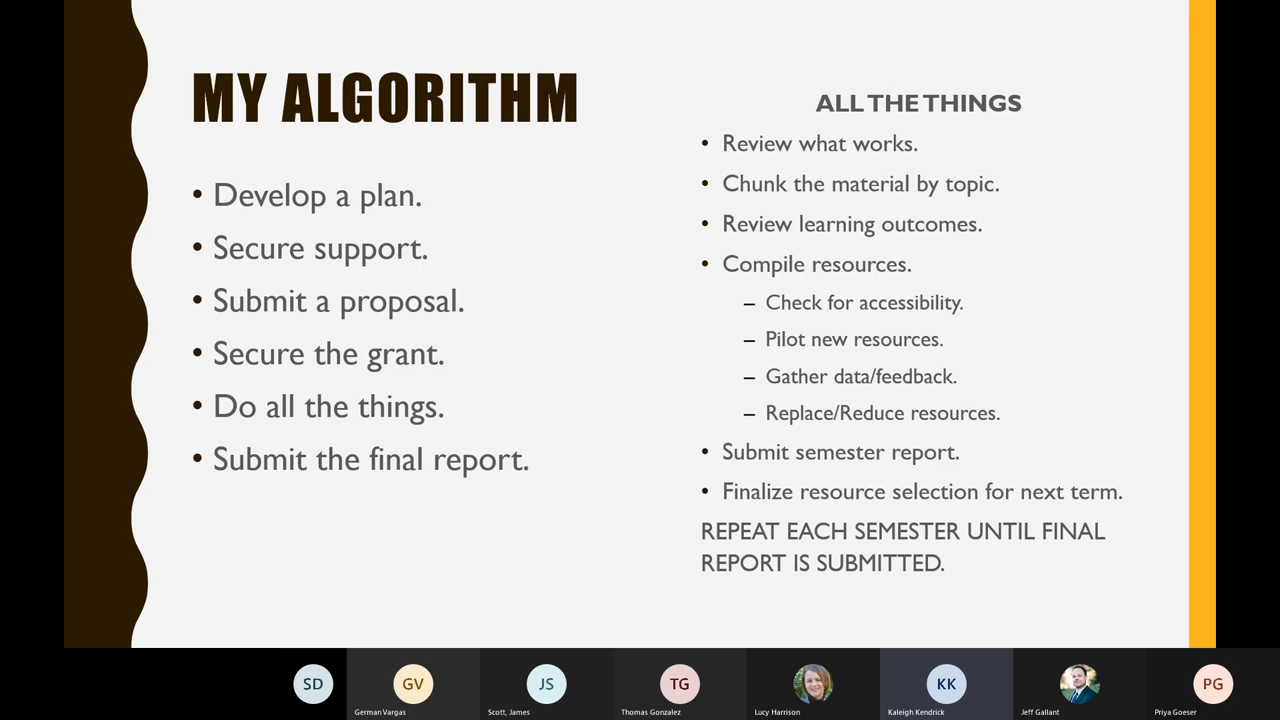 MY ALGORITHM
• Develop a plan.
• Secure support.
• Submit a proposal.
• Secure the grant.
• Do all the things.
• Submit the final report.
ALL THE THINGS
• Review what works.
• Chunk the material by topic.
• Review learning outcomes.
• Compile resources.
– Check for accessibility.
– Pilot new resources.
– Gather data/feedback.
– Replace/Reduce resources.
• Submit semester report.
• Finalize resource selection for next term.
REPEAT EACH SEMESTER UNTIL FINAL
REPORT IS SUBMITTED.
SD
GV
JS
TG
KK
PG
German Vargas
Scott, James
Thomas Gonzalez
Lucy Harrison
Kaleigh Kendrick
Jeff Gallant
Priya Goeser